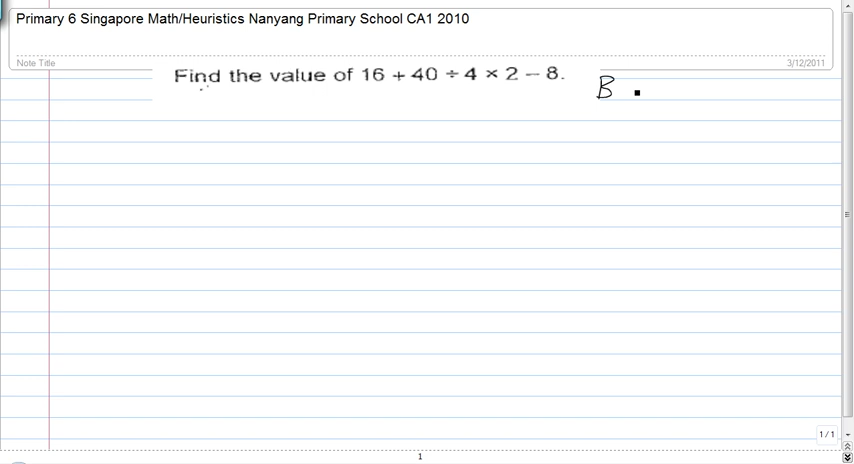 Primary 6 Singapore Math/Heuristics Nanyang Primary School CA1 2010
Note Title
3/12/2011
Find the value of 16 + 40 ÷ 4 × 2 − 8.
B
1 / 1
1